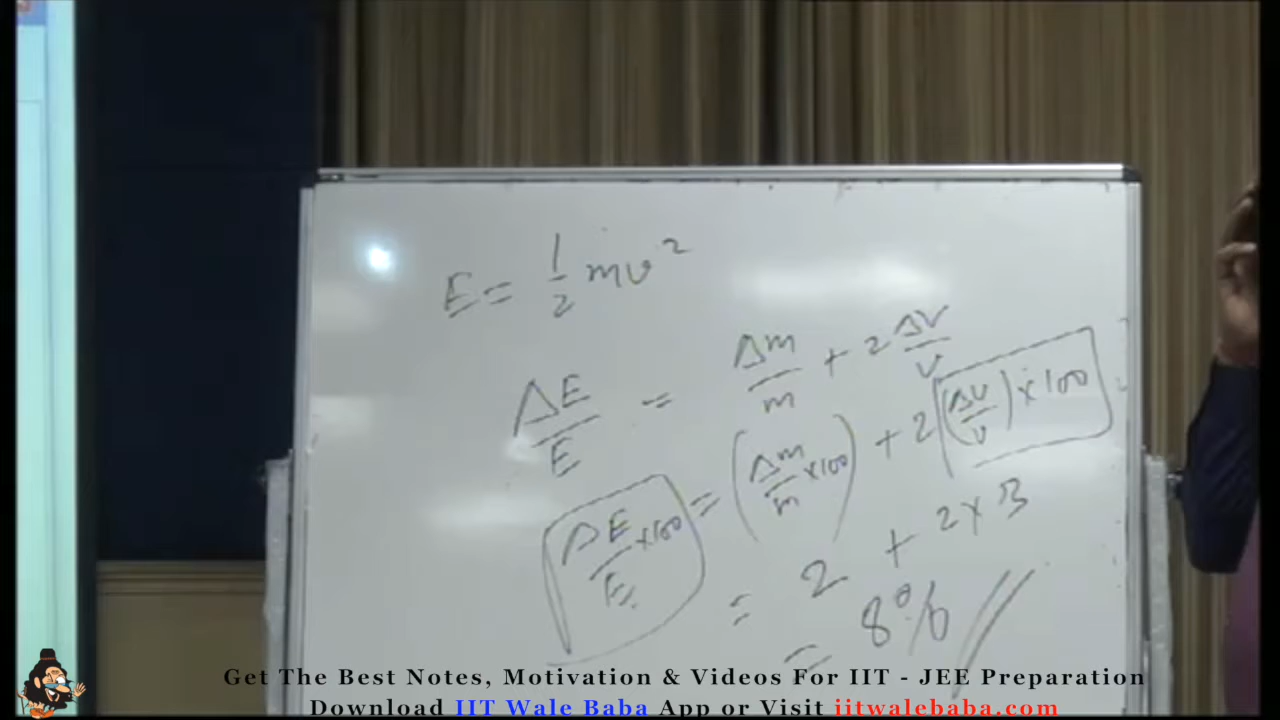 E = 1/2 mv²
ΔE/E = Δm/m + 2 Δv/v
ΔE/E ×100 = (Δm/m ×100) + 2 (Δv/v) × 100
= 2 + 2×3
= 8%
Get The Best Notes, Motivation & Videos For IIT - JEE Preparation
Download IIT Wale Baba App or Visit iitwalebaba.com